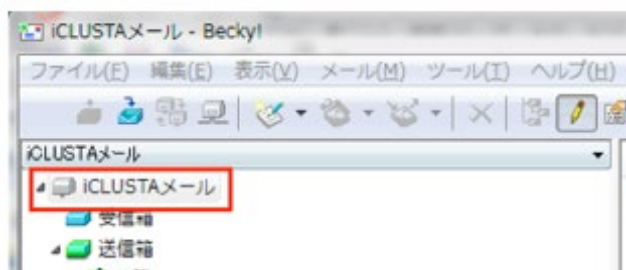 iCLUSTAメール - Becky!
ファイル(F) 編集(E) 表示(V) メール(M) ツール(T) ヘルプ(H)
iCLUSTAメール
iCLUSTAメール
受信箱
送信箱